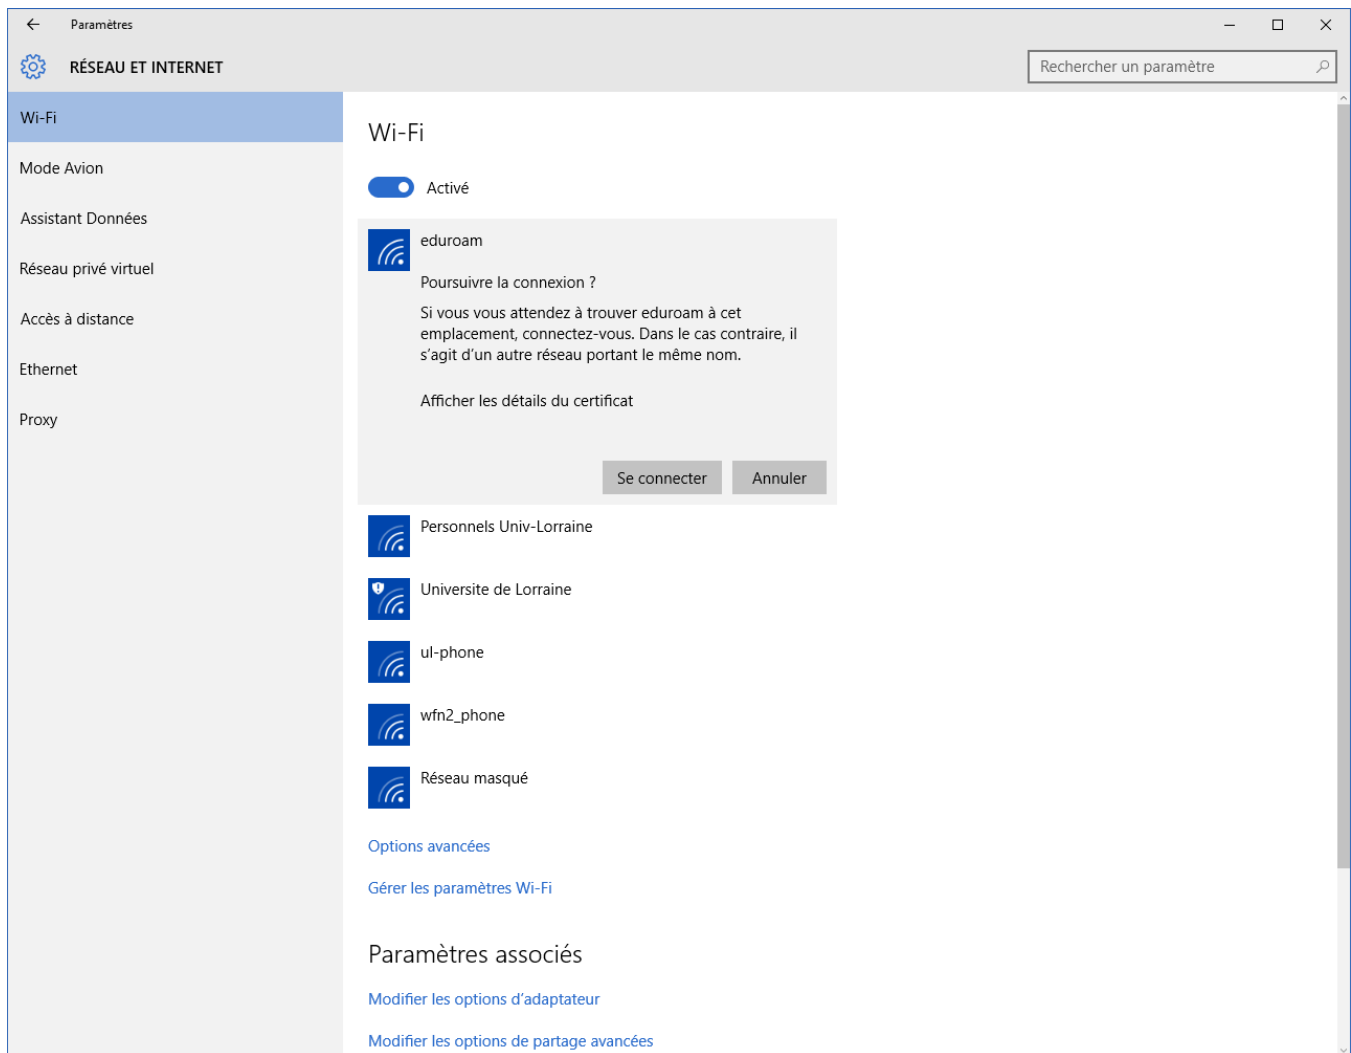 Paramètres
RÉSEAU ET INTERNET
Rechercher un paramètre
Wi-Fi
Mode Avion
Assistant Données
Réseau privé virtuel
Accès à distance
Ethernet
Proxy
Wi-Fi
Activé
eduroam
Poursuivre la connexion ?
Si vous vous attendez à trouver eduroam à cet
emplacement, connectez-vous. Dans le cas contraire, il
s’agit d’un autre réseau portant le même nom.
Afficher les détails du certificat
Se connecter
Annuler
Personnels Univ-Lorraine
Universite de Lorraine
ul-phone
wfn2_phone
Réseau masqué
Options avancées
Gérer les paramètres Wi-Fi
Paramètres associés
Modifier les options d’adaptateur
Modifier les options de partage avancées